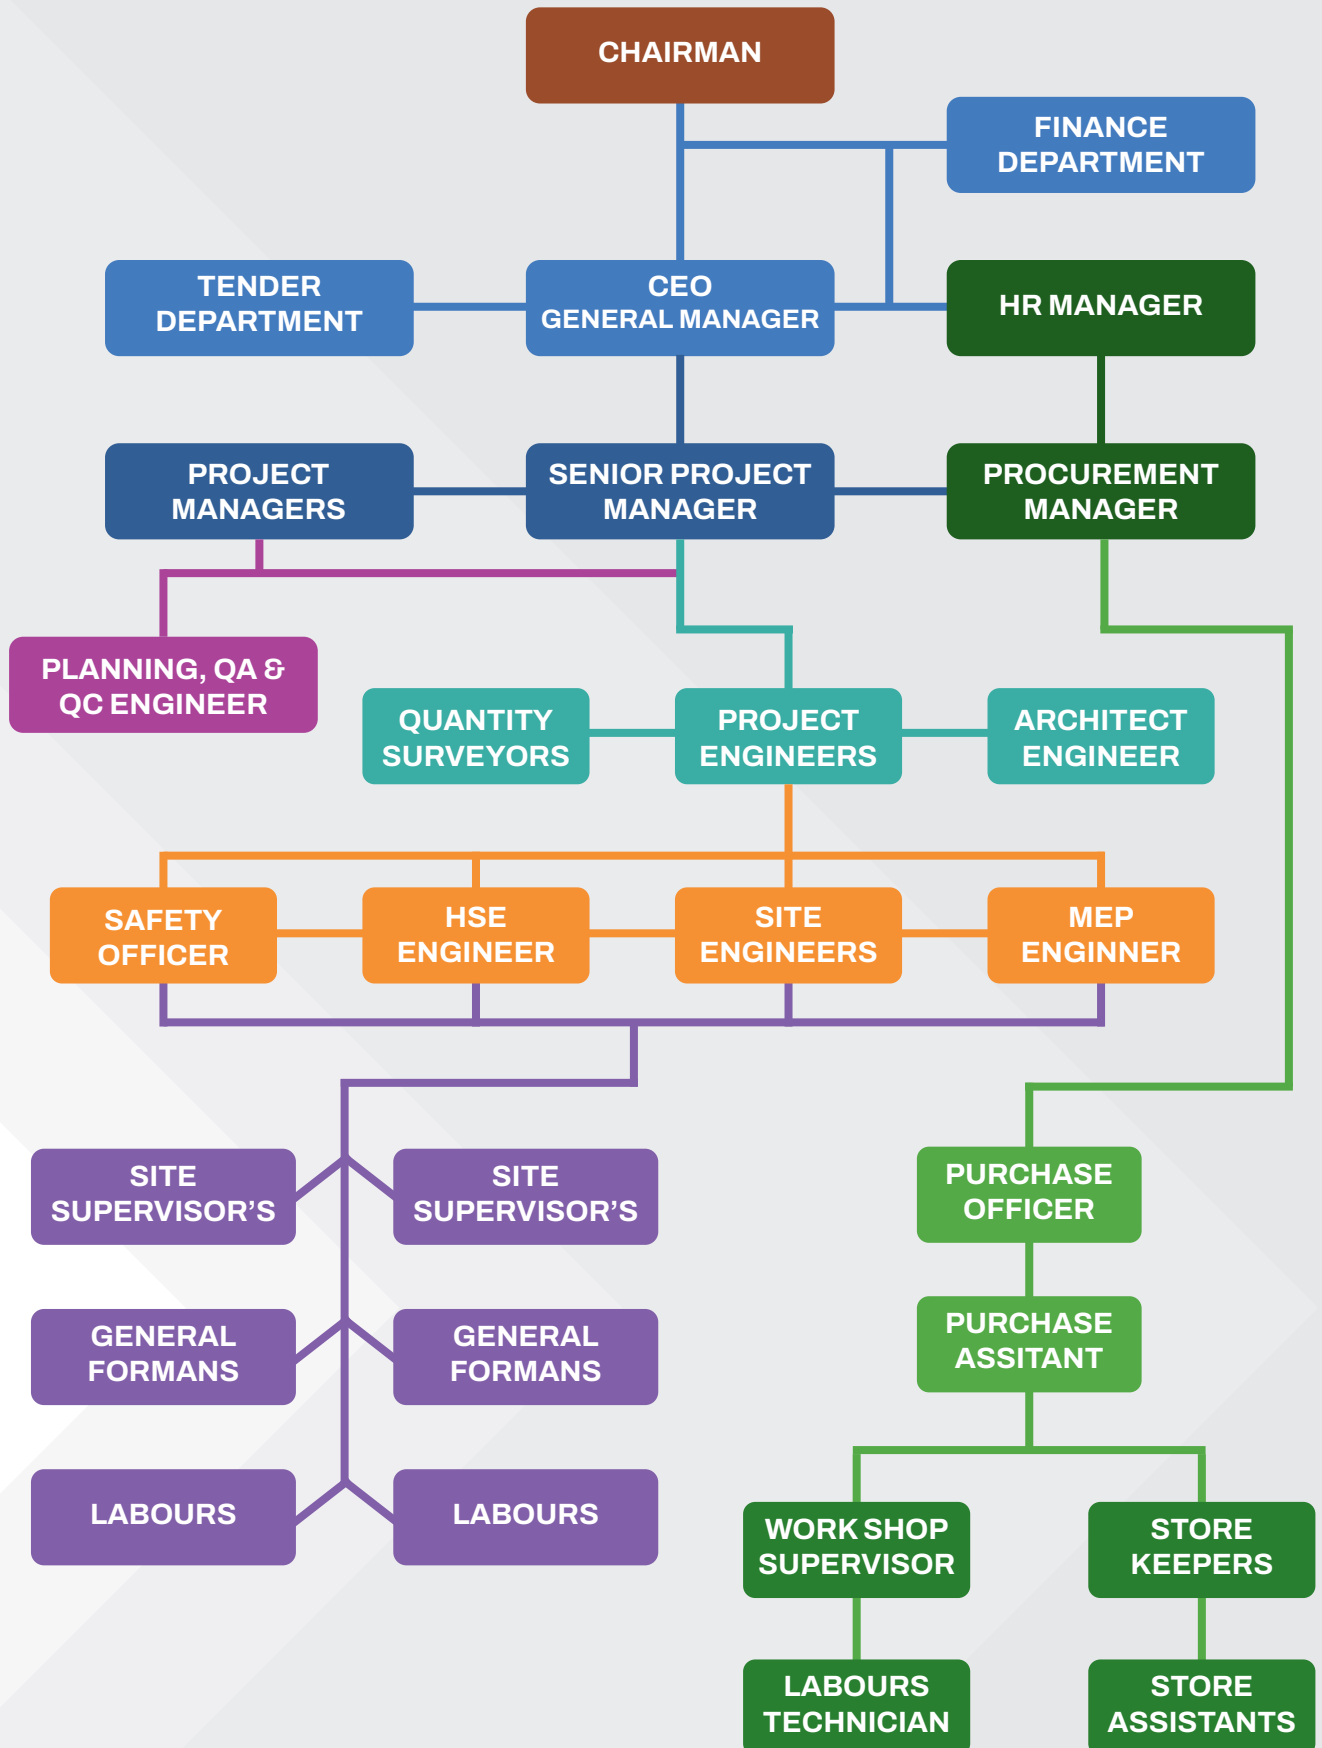 CHAIRMAN
FINANCE
DEPARTMENT
TENDER
DEPARTMENT
CEO
GENERAL MANAGER
HR MANAGER
PROJECT
MANAGERS
SENIOR PROJECT
MANAGER
PROCUREMENT
MANAGER
PLANNING, QA &
QC ENGINEER
QUANTITY
SURVEYORS
PROJECT
ENGINEERS
ARCHITECT
ENGINEER
SAFETY
OFFICER
HSE
ENGINEER
SITE
ENGINEERS
MEP
ENGINNER
SITE
SUPERVISOR’S
SITE
SUPERVISOR’S
PURCHASE
OFFICER
GENERAL
FORMANS
GENERAL
FORMANS
PURCHASE
ASSITANT
LABOURS
LABOURS
WORK SHOP
SUPERVISOR
STORE
KEEPERS
LABOURS
TECHNICIAN
STORE
ASSISTANTS